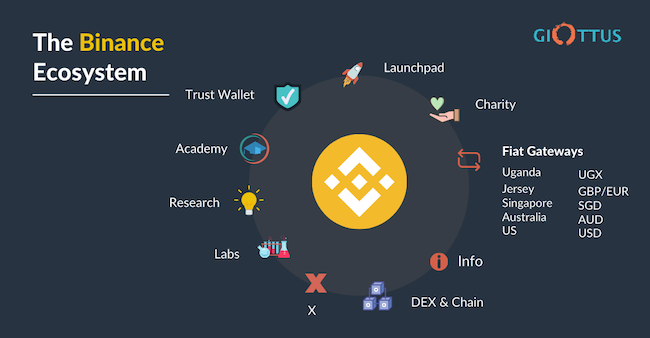 The Binance
Ecosystem
GIOTTUS
Launchpad
Trust Wallet
Charity
Academy
Fiat Gateways
Uganda UGX
Jersey GBP/EUR
Singapore SGD
Australia AUD
US USD
Research
Labs
Info
X
DEX & Chain